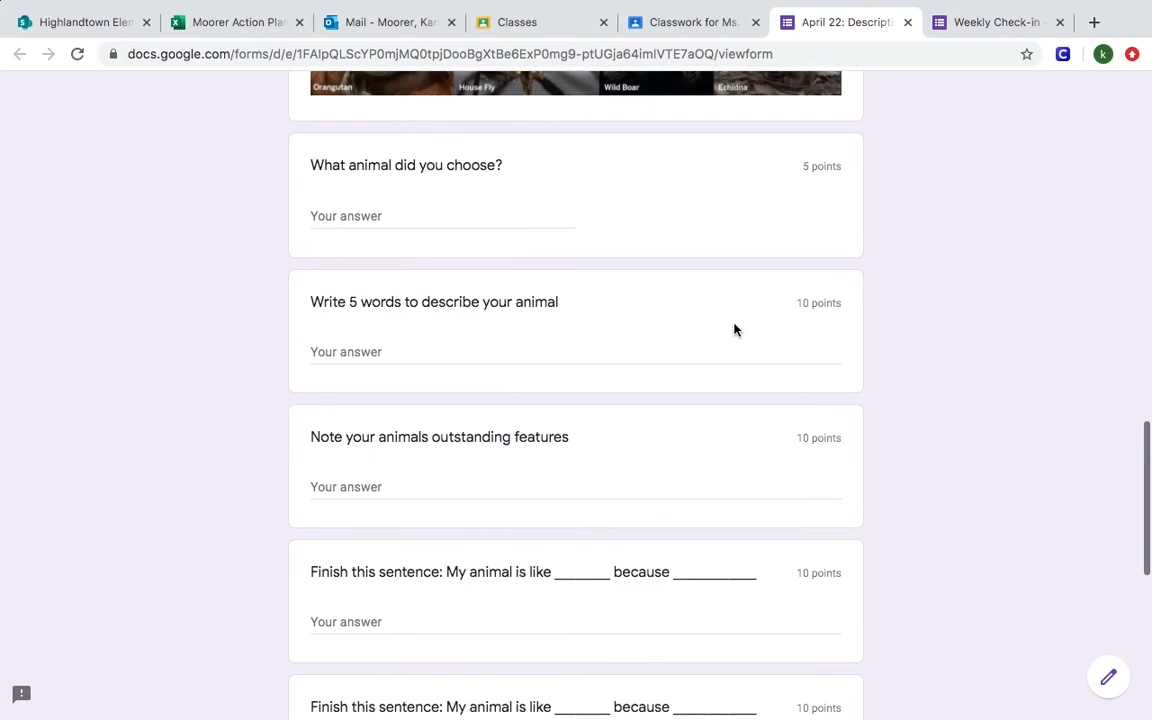 Highlandtown Elem
Moorer Action Plan
Mail - Moorer, Kar
Classes
Classwork for Ms.
April 22: Descripti
Weekly Check-in -
docs.google.com/forms/d/e/1FAIpQLScYP0mjMQ0tpjDooBgXtBe6ExP0mg9-ptUGja64imlVTE7aOQ/viewform
C
k
Orangutan
House Fly
Wild Boar
Echidna
What animal did you choose?
5 points
Your answer
Write 5 words to describe your animal
10 points
Your answer
Note your animals outstanding features
10 points
Your answer
Finish this sentence: My animal is like _______ because ___________
10 points
Your answer
Finish this sentence: My animal is like _______ because ___________
10 points